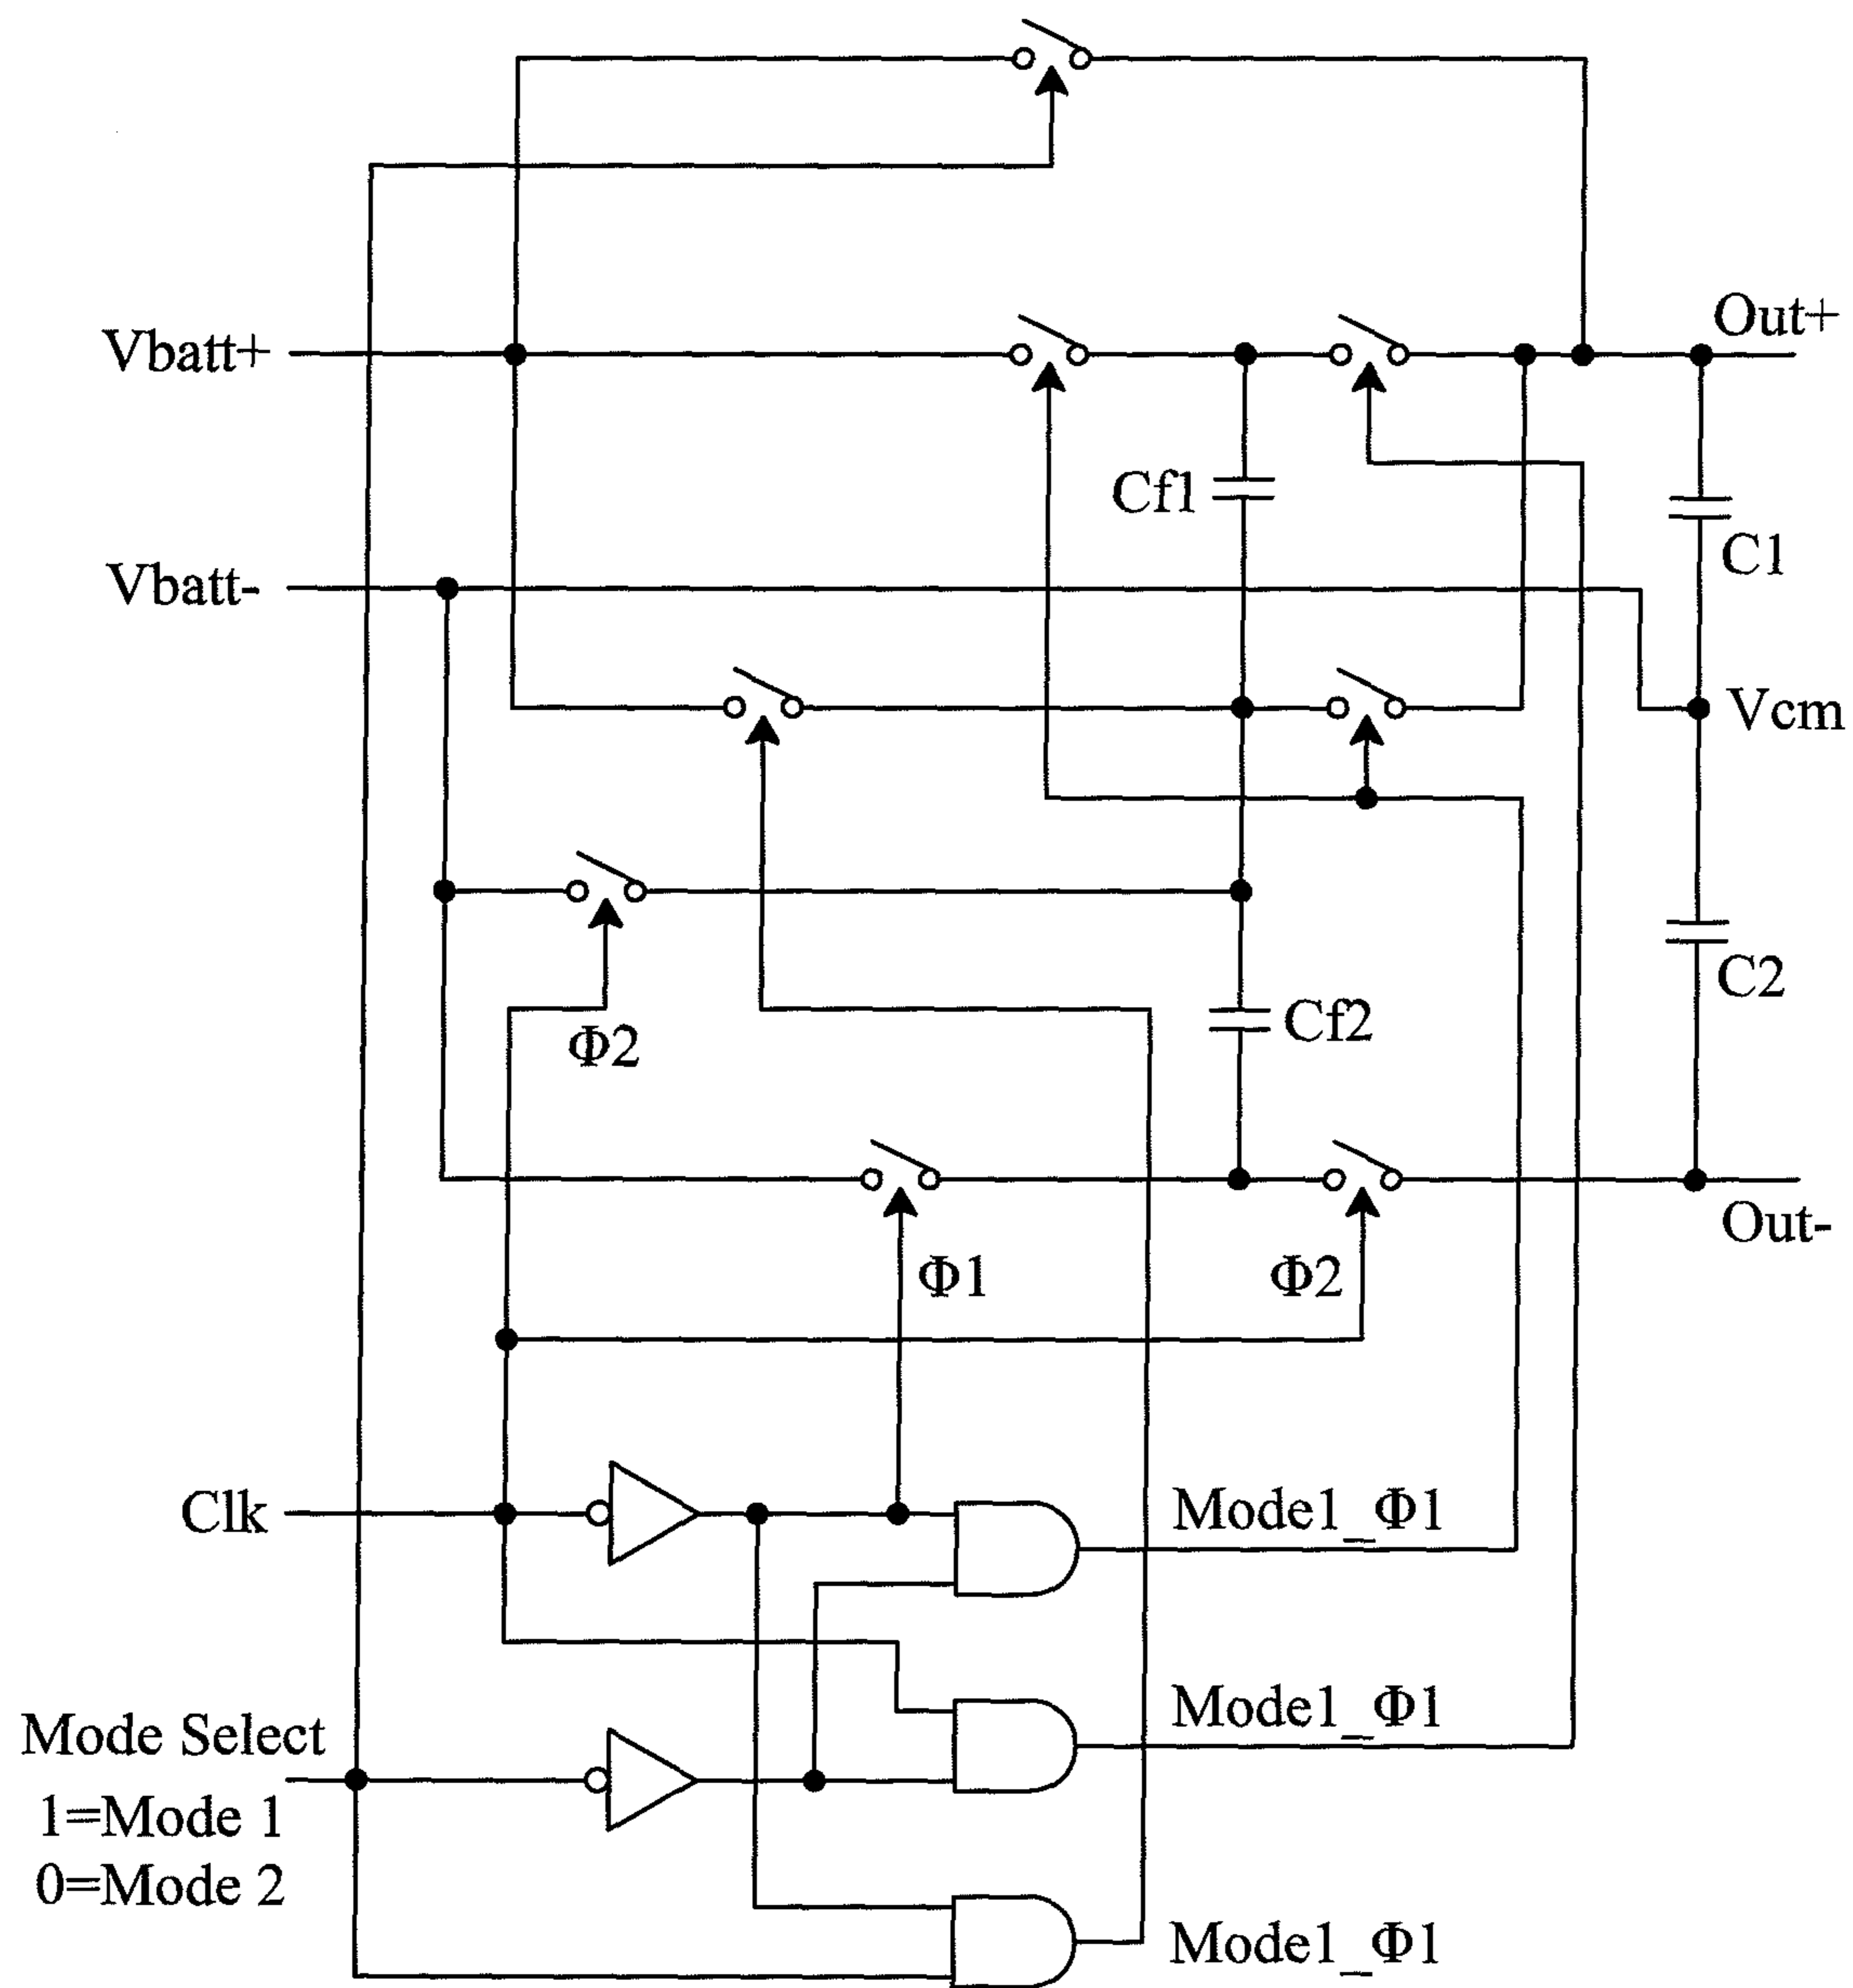 Out+
Vbatt+
Cf1
C1
Vbatt-
Vcm
C2
Cf2
Φ2
Out-
Φ1
Φ2
Clk
Mode1_Φ1
Mode1_Φ1
Mode Select
1=Mode 1
0=Mode 2
Mode1_Φ1